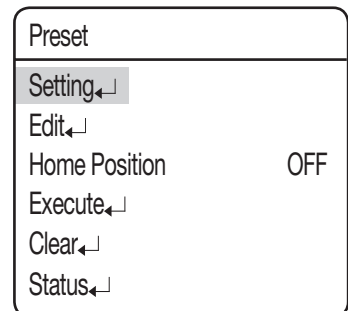 Preset
Setting↵
Edit↵
Home Position OFF
Execute↵
Clear↵
Status↵